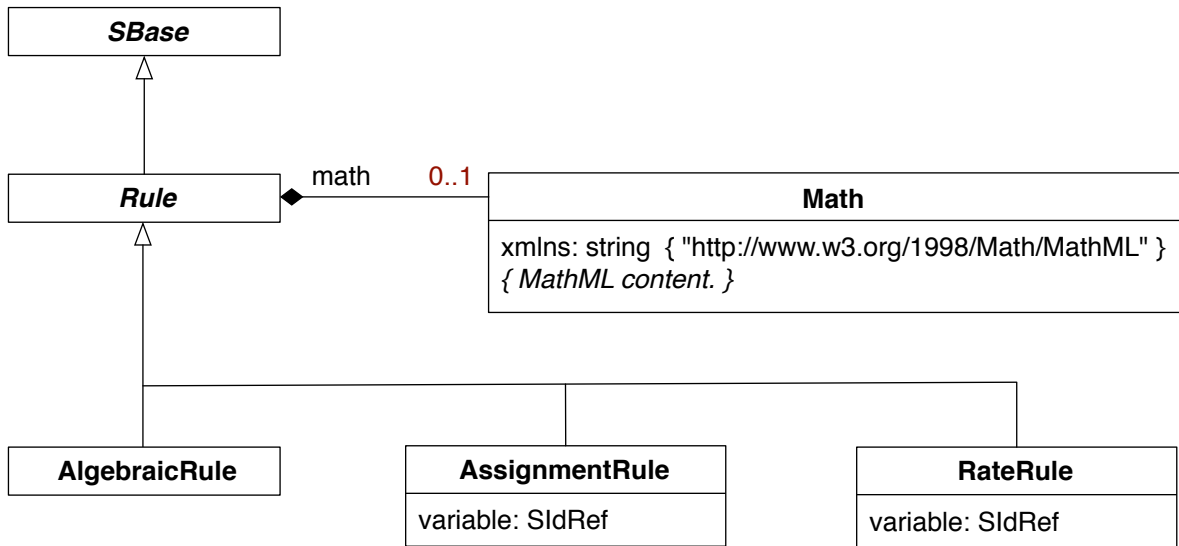 SBase
Rule
math 0..1
Math
xmlns: string { "http://www.w3.org/1998/Math/MathML" }
{ MathML content. }
AlgebraicRule
AssignmentRule
variable: SIdRef
RateRule
variable: SIdRef